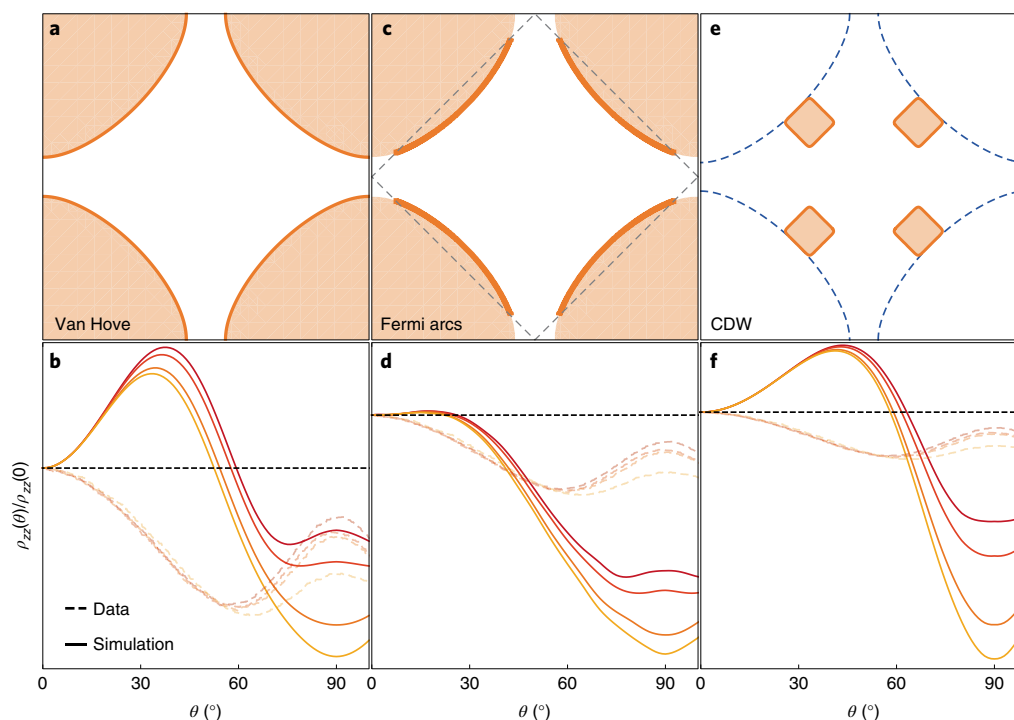 a
c
e
Van Hove
Fermi arcs
CDW
b
d
f
ρzz(θ)/ρzz(0)
Data
Simulation
0
30
60
90
0
30
60
90
0
30
60
90
θ (°)
θ (°)
θ (°)